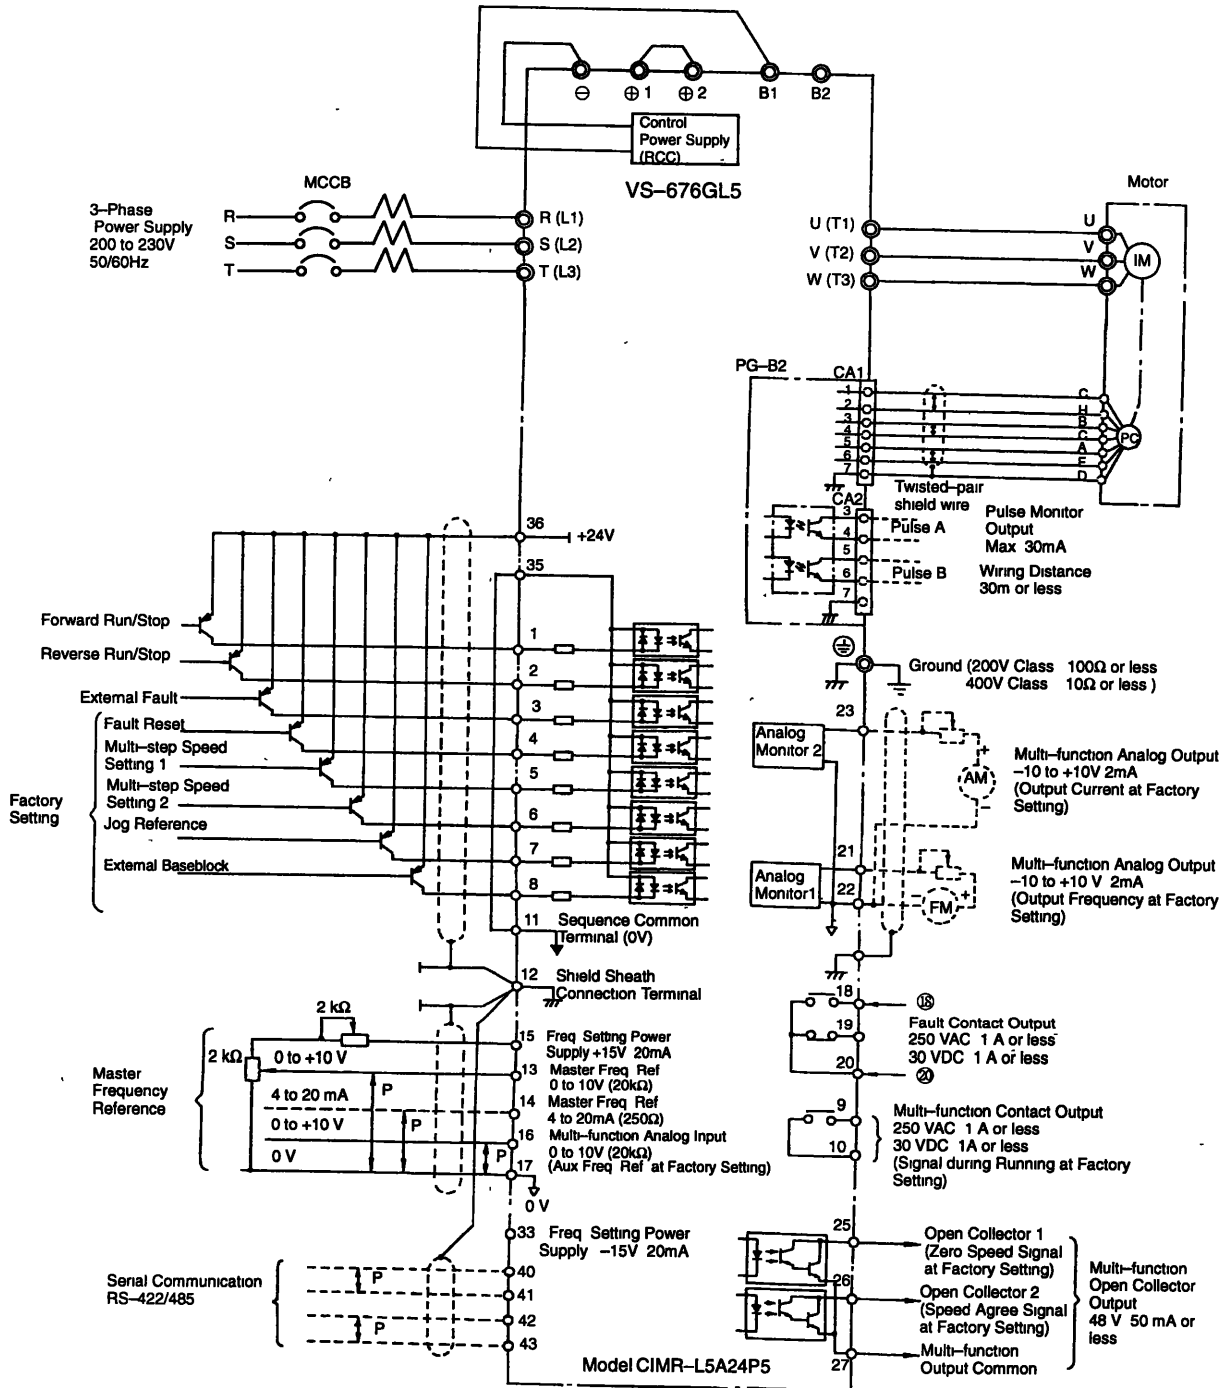 ⊖ ⊕ 1 ⊕ 2 B1 B2
Control
Power Supply
(RCC)
VS–676GL5
MCCB
3–Phase
Power Supply
200 to 230V
50/60Hz
R
S
T
R (L1)
S (L2)
T (L3)
U (T1)
V (T2)
W (T3)
Motor
U
V
W
IM
PG–B2
CA1
1
2
3
4
5
6
7
C
H
B
C
A
F
D
PC
Twisted–pair
shield wire
CA2
3
4
5
6
7
Pulse A
Pulse B
Pulse Monitor
Output
Max 30mA
Wiring Distance
30m or less
36
+24V
35
Forward Run/Stop
Reverse Run/Stop
External Fault
Fault Reset
Multi–step Speed
Setting 1
Multi–step Speed
Setting 2
Jog Reference
External Baseblock
Factory
Setting
1
2
3
4
5
6
7
8
11
Sequence Common
Terminal (0V)
12
Shield Sheath
Connection Terminal
Ground (200V Class 100Ω or less
400V Class 10Ω or less )
23
Analog
Monitor 2
+
AM
–
Multi–function Analog Output
–10 to +10V 2mA
(Output Current at Factory
Setting)
21
22
Analog
Monitor1
+
FM
Multi–function Analog Output
–10 to +10 V 2mA
(Output Frequency at Factory
Setting)
18
19
20
⑱
⑳
Fault Contact Output
250 VAC 1 A or less
30 VDC 1 A or less
9
10
Multi–function Contact Output
250 VAC 1 A or less
30 VDC 1A or less
(Signal during Running at Factory
Setting)
Master
Frequency
Reference
2 kΩ
2 kΩ
0 to +10 V
4 to 20 mA
0 to +10 V
0 V
P
P
P
15 Freq Setting Power
Supply +15V 20mA
13 Master Freq Ref
0 to 10V (20kΩ)
14 Master Freq Ref
4 to 20mA (250Ω)
16 Multi–function Analog Input
0 to 10V (20kΩ)
17 (Aux Freq Ref at Factory Setting)
0 V
33 Freq Setting Power
Supply –15V 20mA
Serial Communication
RS–422/485
P
P
40
41
42
43
25
26
27
Open Collector 1
(Zero Speed Signal
at Factory Setting)
Open Collector 2
(Speed Agree Signal
at Factory Setting)
Multi–function
Output Common
Multi–function
Open Collector
Output
48 V 50 mA or
less
Model CIMR–L5A24P5